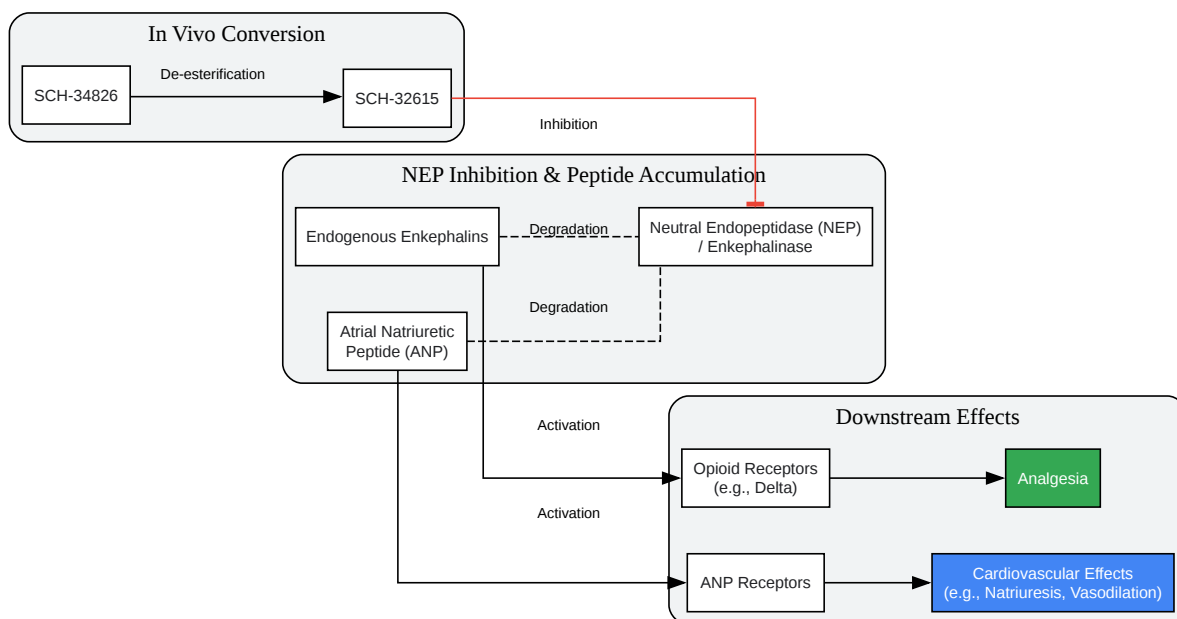 In Vivo Conversion
De-esterification
SCH-34826
SCH-32615
Inhibition
NEP Inhibition & Peptide Accumulation
Endogenous Enkephalins
Degradation
Neutral Endopeptidase (NEP)
/ Enkephalinase
Degradation
Atrial Natriuretic
Peptide (ANP)
Downstream Effects
Activation
Opioid Receptors
(e.g., Delta)
Analgesia
Activation
ANP Receptors
Cardiovascular Effects
(e.g., Natriuresis, Vasodilation)